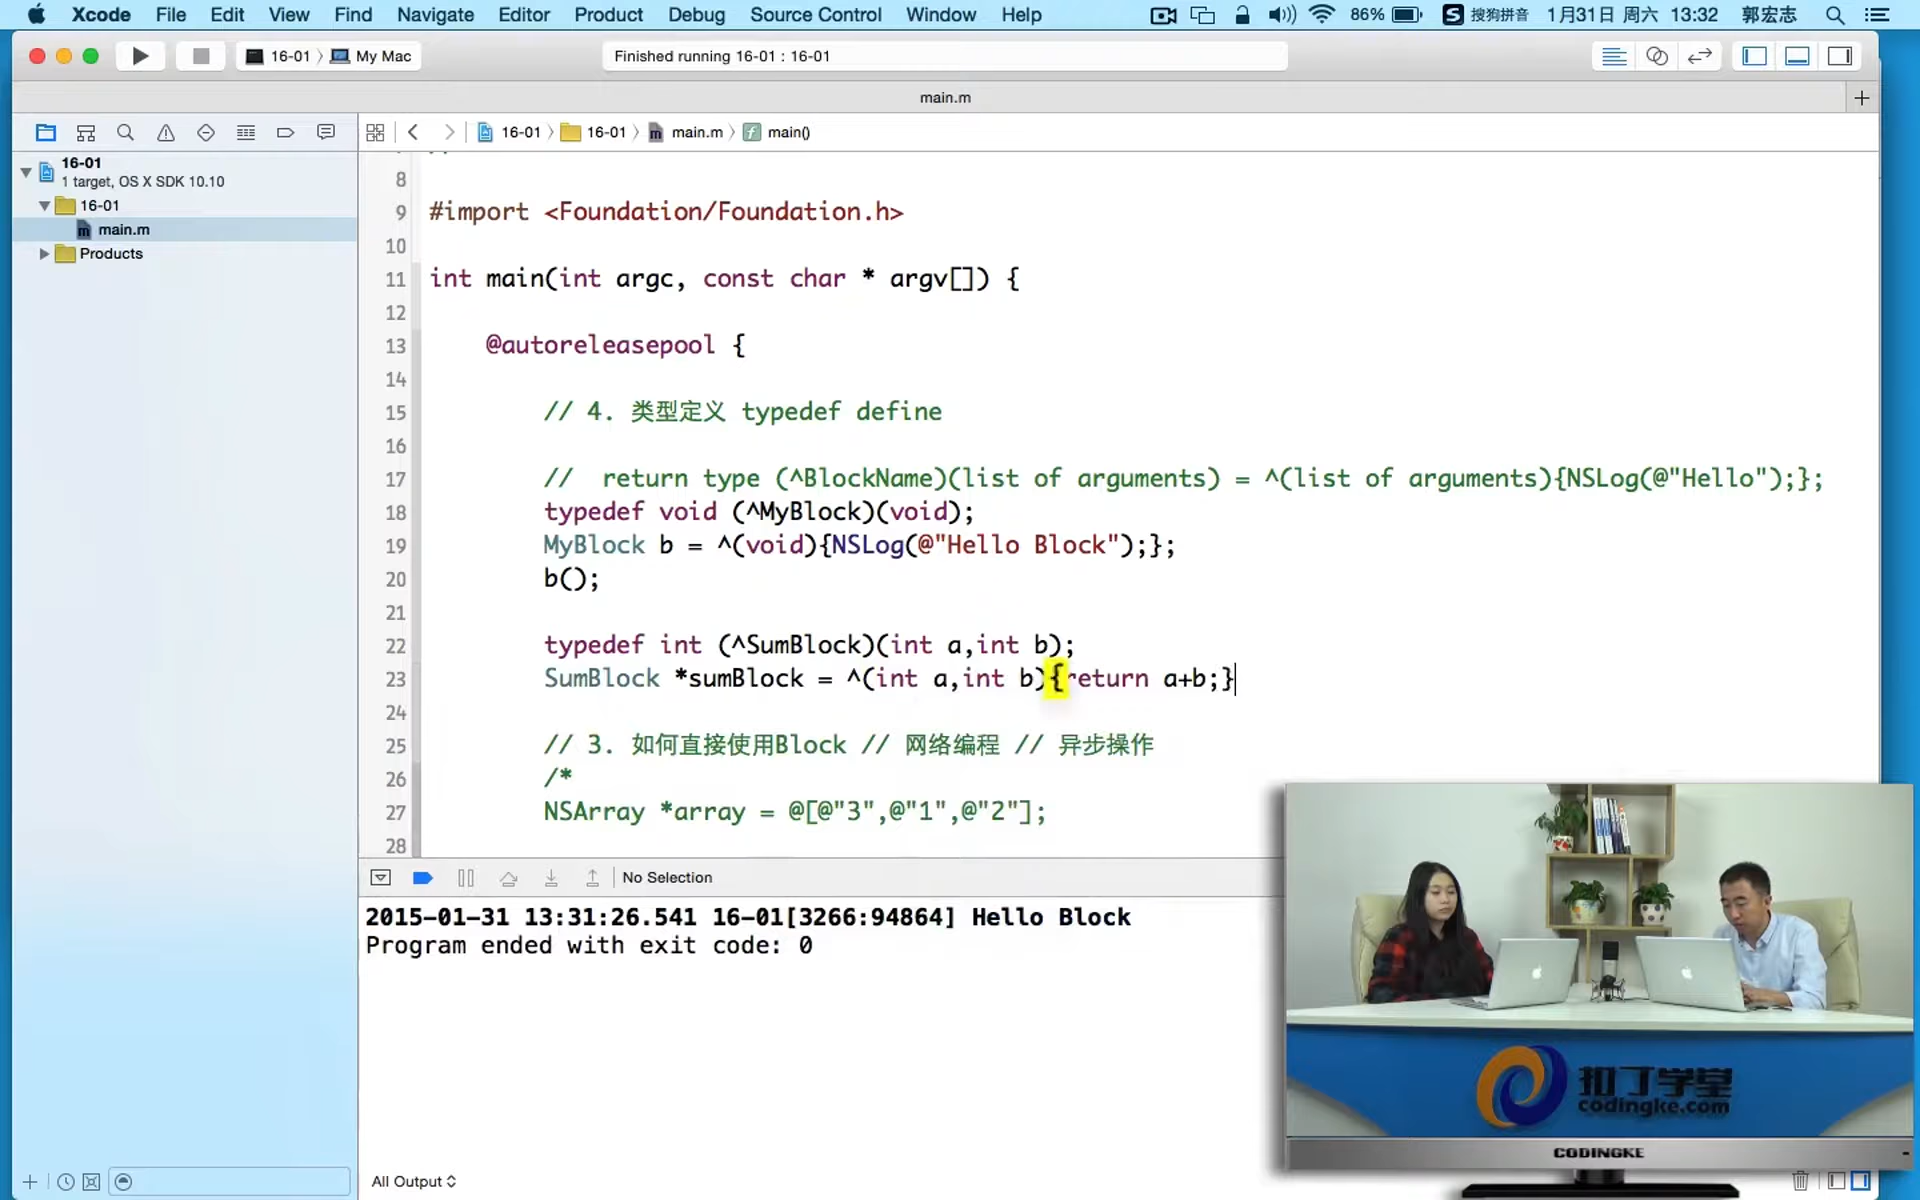 Xcode File Edit View Find Navigate Editor Product Debug Source Control Window Help 86% S 搜狗拼音 1月31日 周六 13:32 郭宏志
16-01 My Mac
Finished running 16-01 : 16-01
main.m
16-01 16-01 main.m main()
16-01
1 target, OS X SDK 10.10
16-01
main.m
Products
8
9 #import <Foundation/Foundation.h>
10
11 int main(int argc, const char * argv[]) {
12
13 @autoreleasepool {
14
15 // 4. 类型定义 typedef define
16
17 //  return type (^BlockName)(list of arguments) = ^(list of arguments){NSLog(@"Hello");};
18 typedef void (^MyBlock)(void);
19 MyBlock b = ^(void){NSLog(@"Hello Block");};
20 b();
21
22 typedef int (^SumBlock)(int a,int b);
23 SumBlock *sumBlock = ^(int a,int b){return a+b;}
24
25 // 3. 如何直接使用Block // 网络编程 // 异步操作
26 /*
27 NSArray *array = @[@"3",@"1",@"2"];
28
No Selection
2015-01-31 13:31:26.541 16-01[3266:94864] Hello Block
Program ended with exit code: 0
All Output
扣丁学堂
codingke.com
CODINGKE